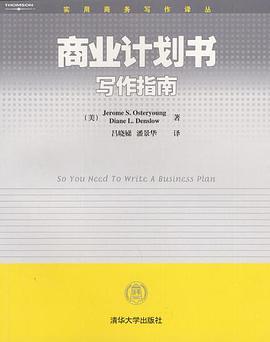 THOMSON
实用商务写作译丛
商业计划书
写作指南
(美) Jerome S. Osteryoung
Diane L. Denslow 著
吕晓娣 潘景华 译
So You Need To Write A Business Plan
清华大学出版社